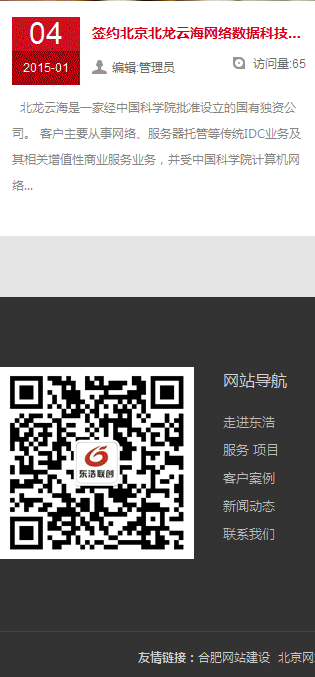 04
2015-01
签约北京北龙云海网络数据科技...
编辑:管理员
访问量:65
北龙云海是一家经中国科学院批准设立的国有独资公
司。 客户主要从事网络、服务器托管等传统IDC业务及
其相关增值性商业服务业务，并受中国科学院计算机网
络...
东浩联创
网站导航
走进东浩
服务 项目
客户案例
新闻动态
联系我们
友情链接：合肥网站建设 北京网